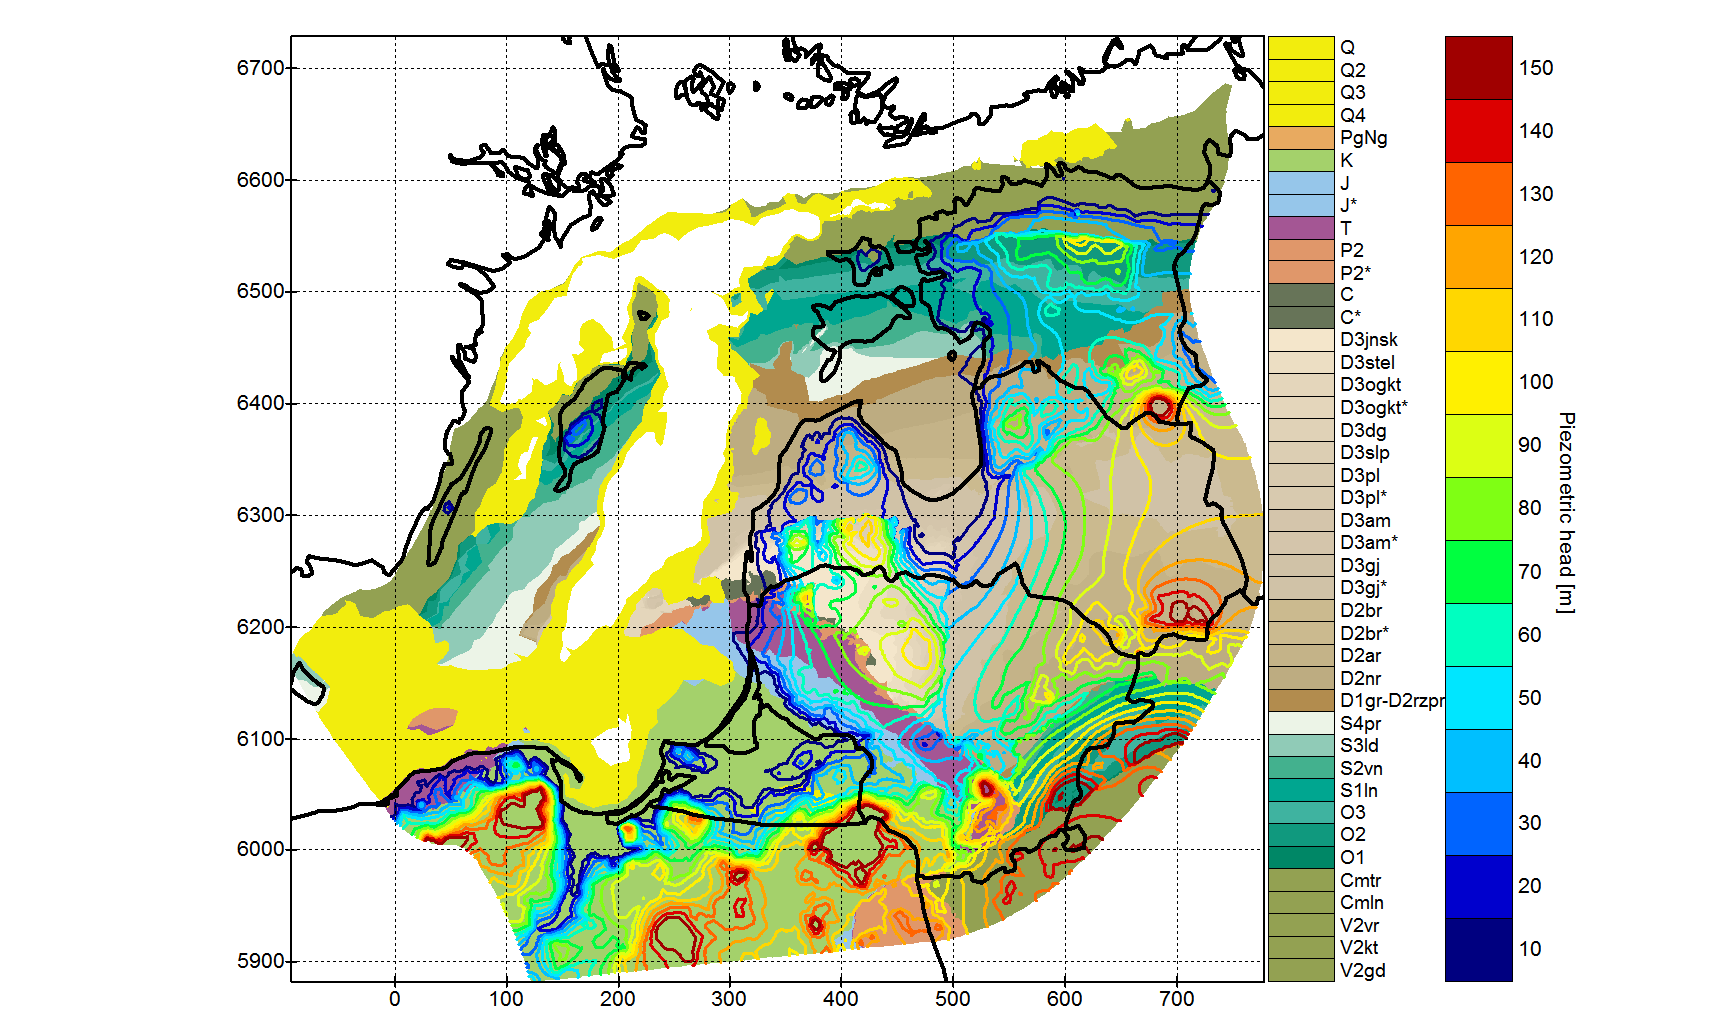 6700
6600
6500
6400
6300
6200
6100
6000
5900
0
100
200
300
400
500
600
700
Q
Q2
Q3
Q4
PgNg
K
J
J*
T
P2
P2*
C
C*
D3jnsk
D3stel
D3ogkt
D3ogkt*
D3dg
D3slp
D3pl
D3pl*
D3am
D3am*
D3gj
D3gj*
D2br
D2br*
D2ar
D2nr
D1gr-D2rzpr
S4pr
S3ld
S2vn
S1ln
O3
O2
O1
Cmtr
Cmln
V2vr
V2kt
V2gd
150
140
130
120
110
100
90
80
70
60
50
40
30
20
10
Piezometric head [m]